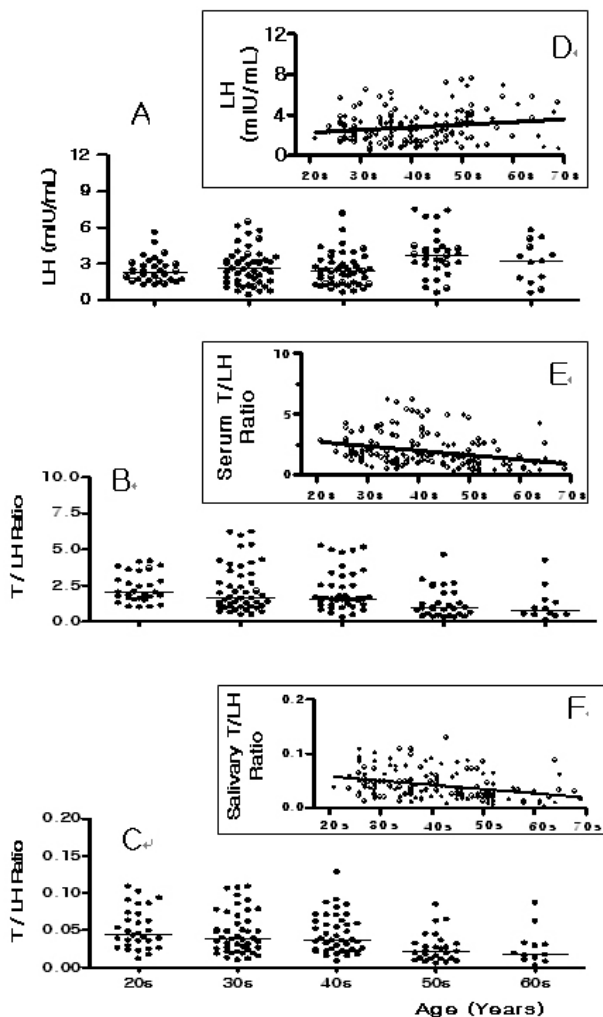 A
LH (mIU/mL)
12
9
6
3
0
D
LH
(mIU/mL)
12
8
4
0
20s 30s 40s 50s 60s 70s
B
T / LH Ratio
10.0
7.5
5.0
2.5
0.0
E
Serum T/LH
Ratio
10
5
0
20s 30s 40s 50s 60s 70s
C
T / LH Ratio
0.20
0.15
0.10
0.05
0.00
F
Salivary T/LH
Ratio
0.2
0.1
0.0
20s 30s 40s 50s 60s 70s
20s 30s 40s 50s 60s
Age (Years)